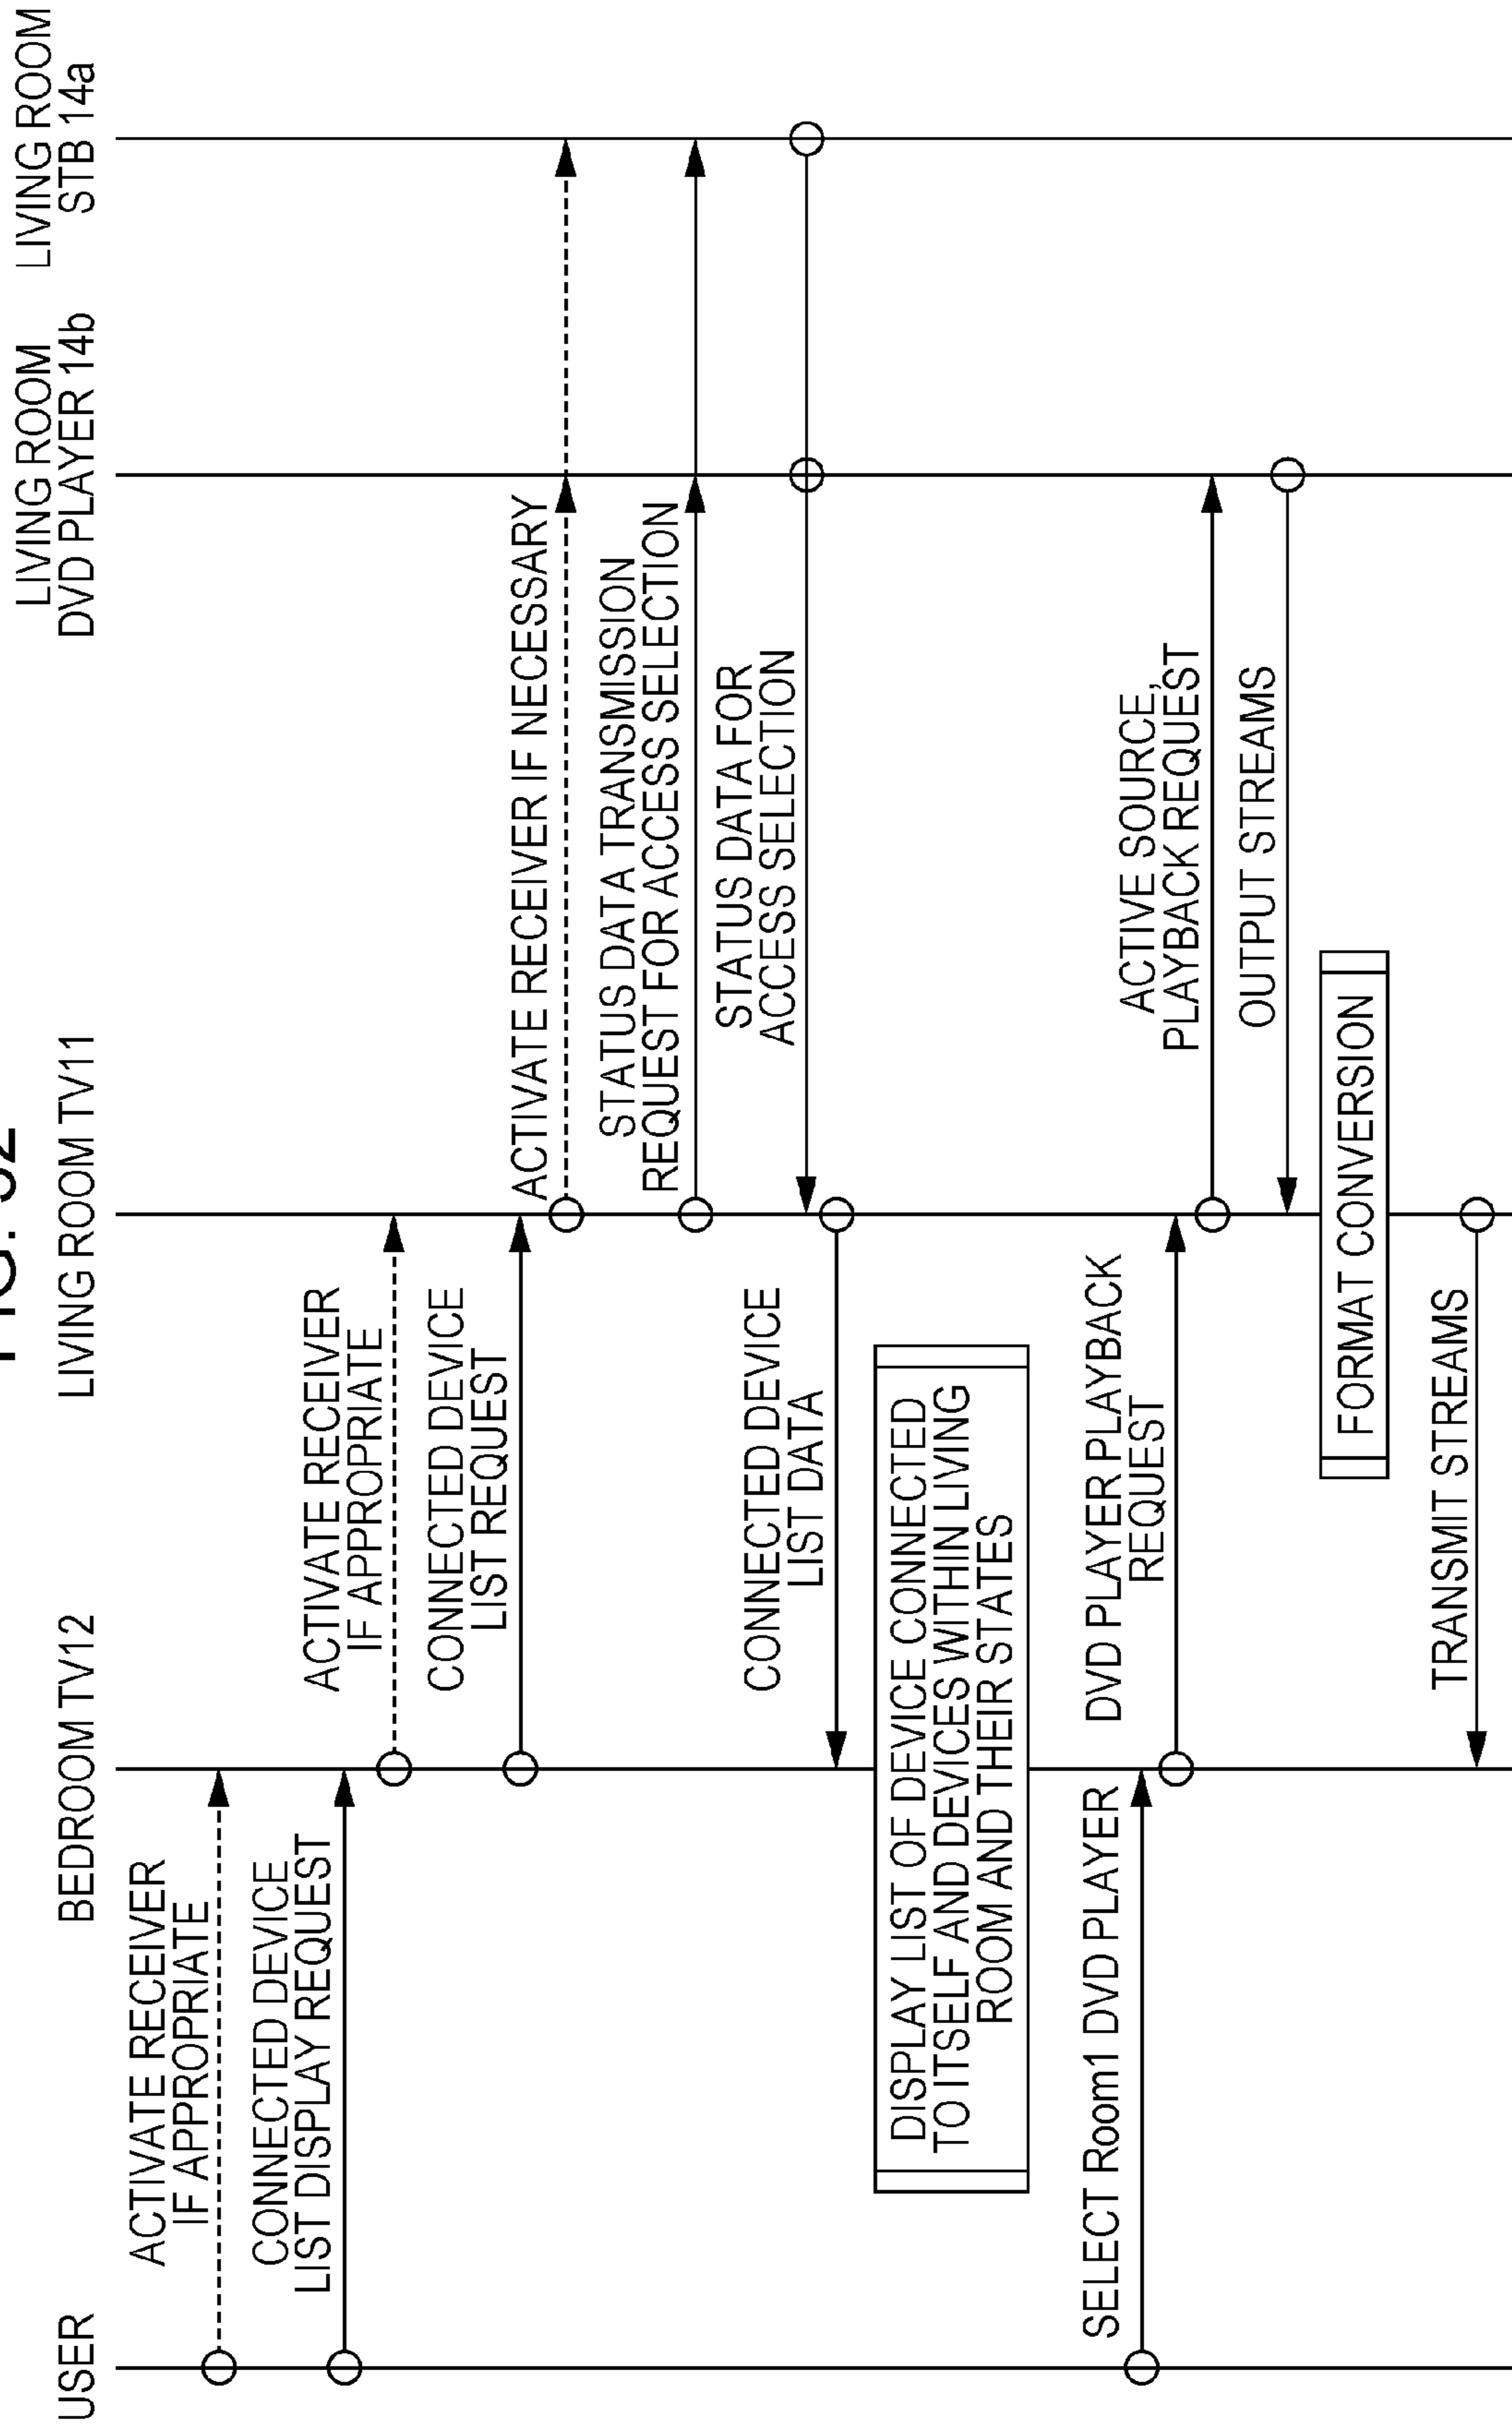 USER
BEDROOM TV12
LIVING ROOM TV11
LIVING ROOM
DVD PLAYER 14b
LIVING ROOM
STB 14a
ACTIVATE RECEIVER
IF APPROPRIATE
CONNECTED DEVICE
LIST DISPLAY REQUEST
ACTIVATE RECEIVER
IF APPROPRIATE
CONNECTED DEVICE
LIST REQUEST
ACTIVATE RECEIVER IF NECESSARY
STATUS DATA TRANSMISSION
REQUEST FOR ACCESS SELECTION
STATUS DATA FOR
ACCESS SELECTION
CONNECTED DEVICE
LIST DATA
DISPLAY LIST OF DEVICE CONNECTED
TO ITSELF AND DEVICES WITHIN LIVING
ROOM AND THEIR STATES
SELECT Room1 DVD PLAYER
DVD PLAYER PLAYBACK
REQUEST
ACTIVE SOURCE,
PLAYBACK REQUEST
OUTPUT STREAMS
FORMAT CONVERSION
TRANSMIT STREAMS